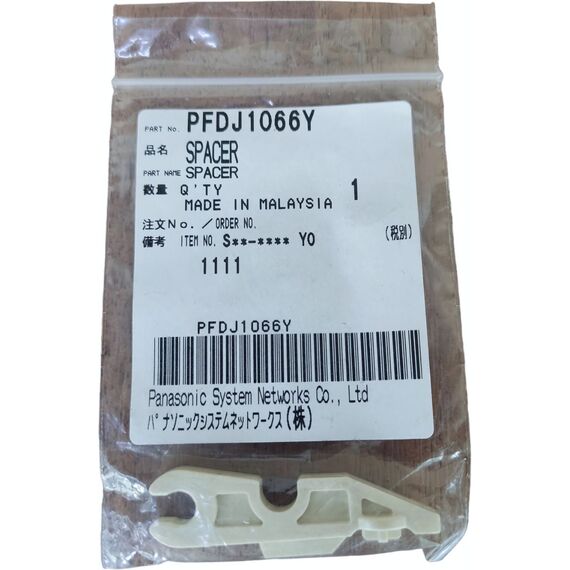 PART No. PFDJ1066Y
品名 SPACER
PART NAME SPACER
数量 Q'TY 1
MADE IN MALAYSIA
注文No./ORDER NO.
備考 ITEM NO. S**-**** Y0 (税別)
1111
PFDJ1066Y
Panasonic System Networks Co., Ltd
パナソニックシステムネットワークス(株)